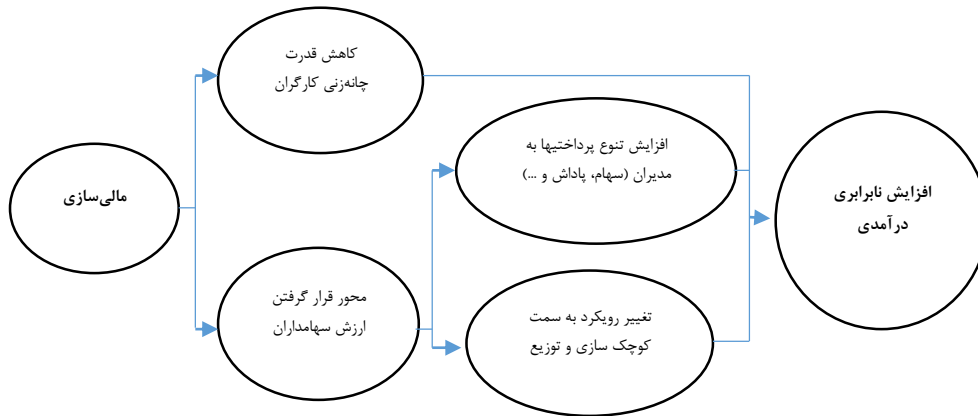 کاهش قدرت
چانه‌زنی کارگران
افزایش تنوع پرداختیها به
مدیران (سهام، پاداش و ...)
مالی‌سازی
افزایش نابرابری
درآمدی
محور قرار گرفتن
ارزش سهامداران
تغییر رویکرد به سمت
کوچک سازی و توزیع